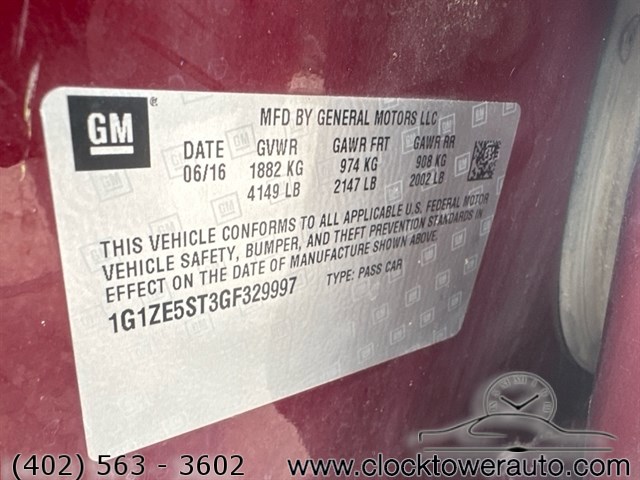 GM
®
MFD BY GENERAL MOTORS LLC
DATE GVWR GAWR FRT GAWR RR
06/16 1882 KG 974 KG 908 KG
4149 LB 2147 LB 2002 LB
THIS VEHICLE CONFORMS TO ALL APPLICABLE U.S. FEDERAL MOTOR
VEHICLE SAFETY, BUMPER, AND THEFT PREVENTION STANDARDS IN
EFFECT ON THE DATE OF MANUFACTURE SHOWN ABOVE.
1G1ZE5ST3GF329997 TYPE: PASS CAR
(402) 563 - 3602 www.clocktowerauto.com